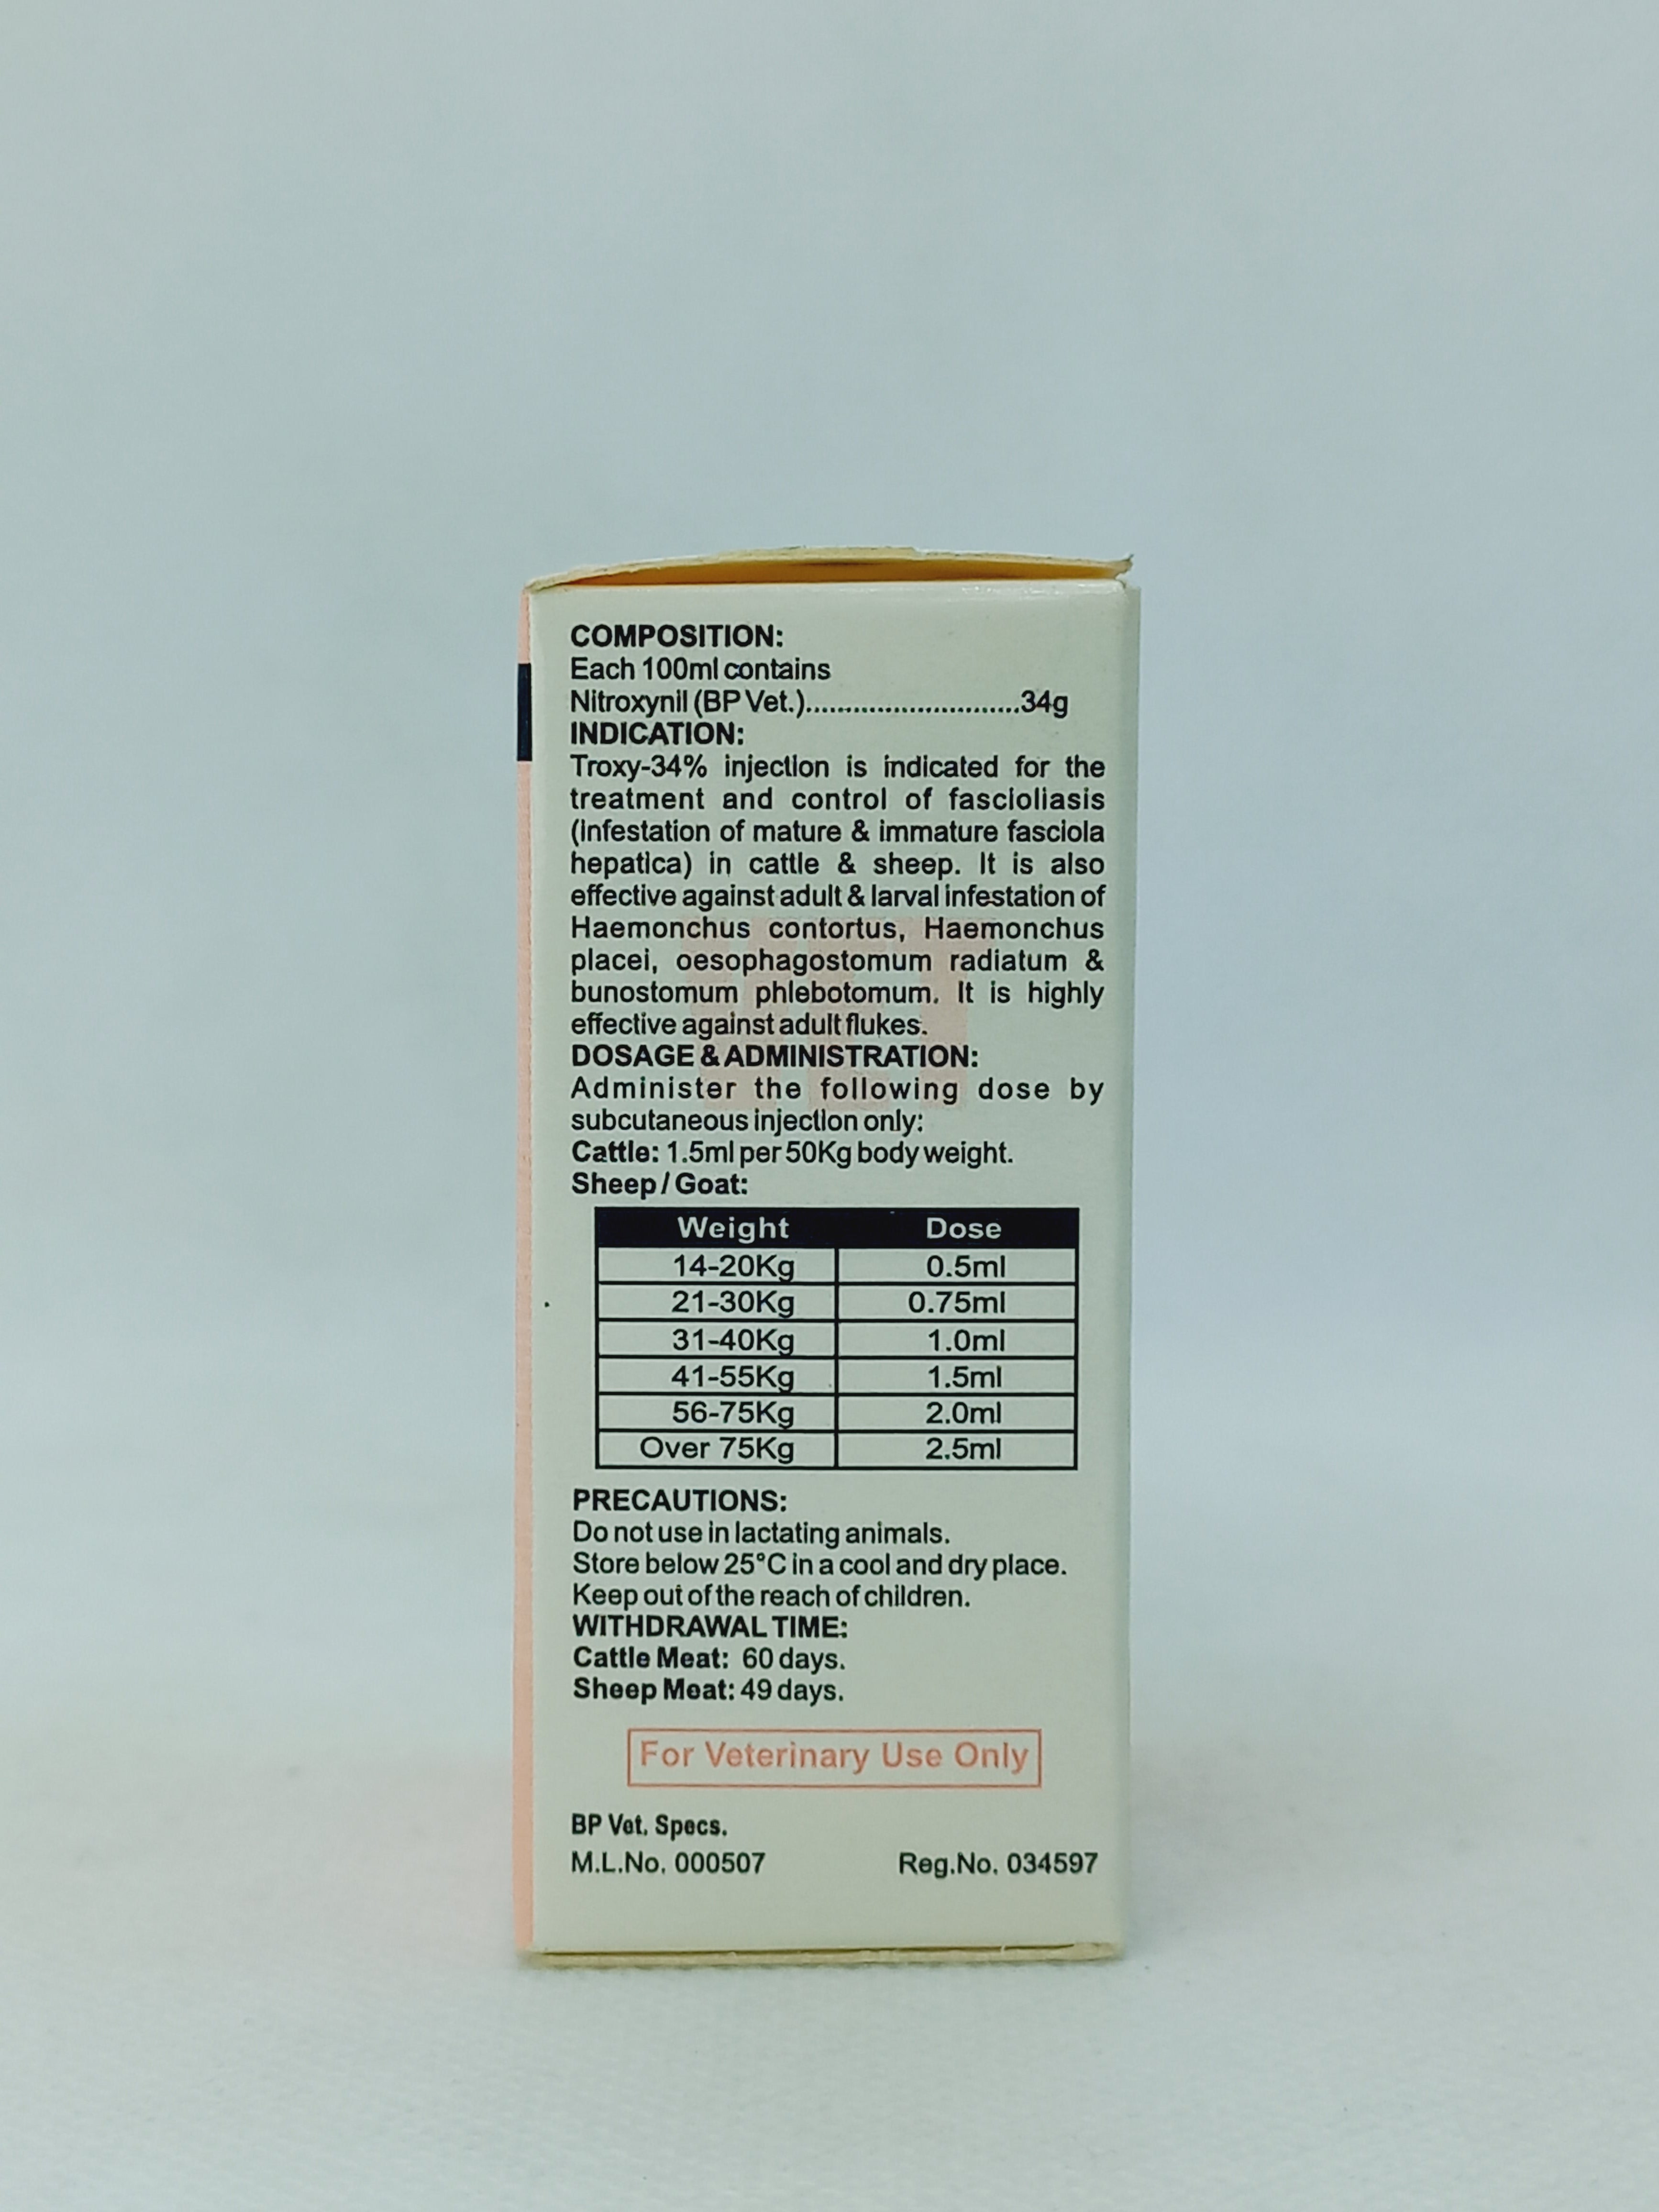 COMPOSITION:
Each 100ml contains
Nitroxynil (BP Vet.)...........................34g
INDICATION:
Troxy-34% injection is indicated for the
treatment and control of fascioliasis
(Infestation of mature & immature fasciola
hepatica) in cattle & sheep. It is also
effective against adult & larval infestation of
Haemonchus contortus, Haemonchus
placei, oesophagostomum radiatum &
bunostomum phlebotomum. It is highly
effective against adult flukes.
DOSAGE & ADMINISTRATION:
Administer the following dose by
subcutaneous injection only:
Cattle: 1.5ml per 50Kg body weight.
Sheep / Goat:
Weight Dose
14-20Kg 0.5ml
21-30Kg 0.75ml
31-40Kg 1.0ml
41-55Kg 1.5ml
56-75Kg 2.0ml
Over 75Kg 2.5ml
PRECAUTIONS:
Do not use in lactating animals.
Store below 25°C in a cool and dry place.
Keep out of the reach of children.
WITHDRAWAL TIME:
Cattle Meat: 60 days.
Sheep Meat: 49 days.
For Veterinary Use Only
BP Vet. Specs.
M.L.No. 000507 Reg.No. 034597
VET